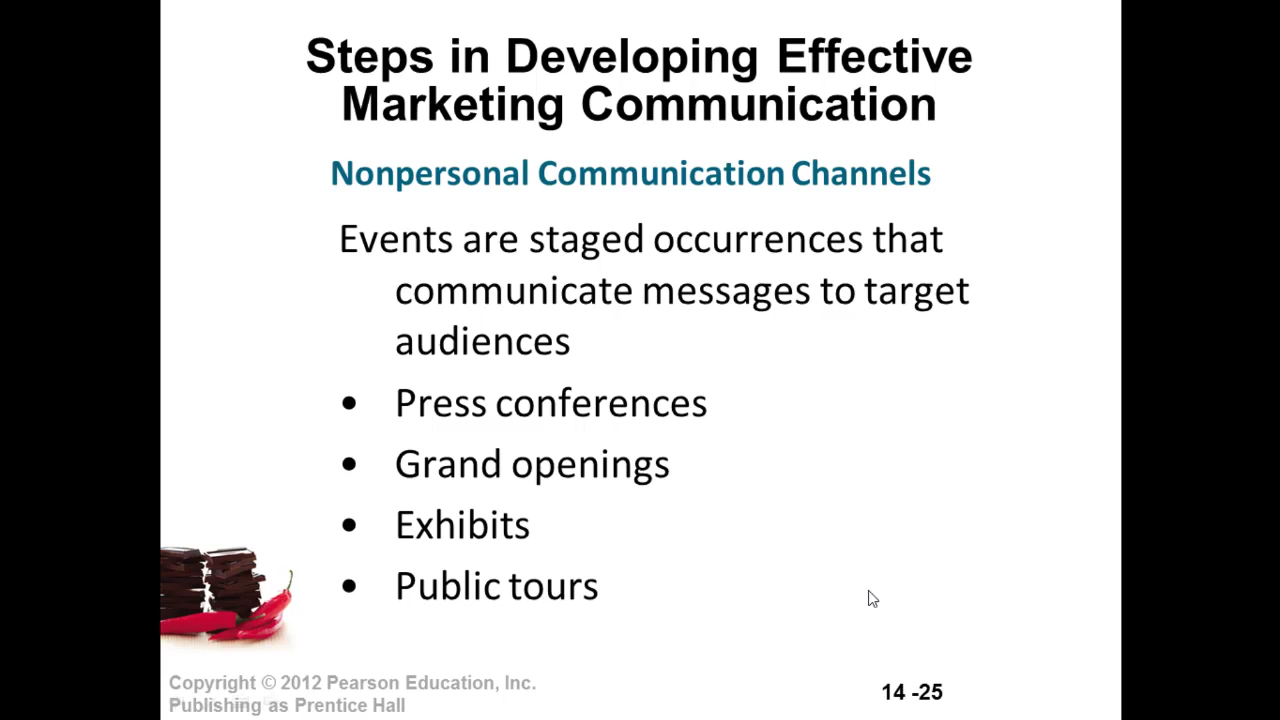 Steps in Developing Effective
Marketing Communication
Nonpersonal Communication Channels
Events are staged occurrences that
communicate messages to target
audiences
• Press conferences
• Grand openings
• Exhibits
• Public tours
Copyright © 2012 Pearson Education, Inc.
Publishing as Prentice Hall
14 -25